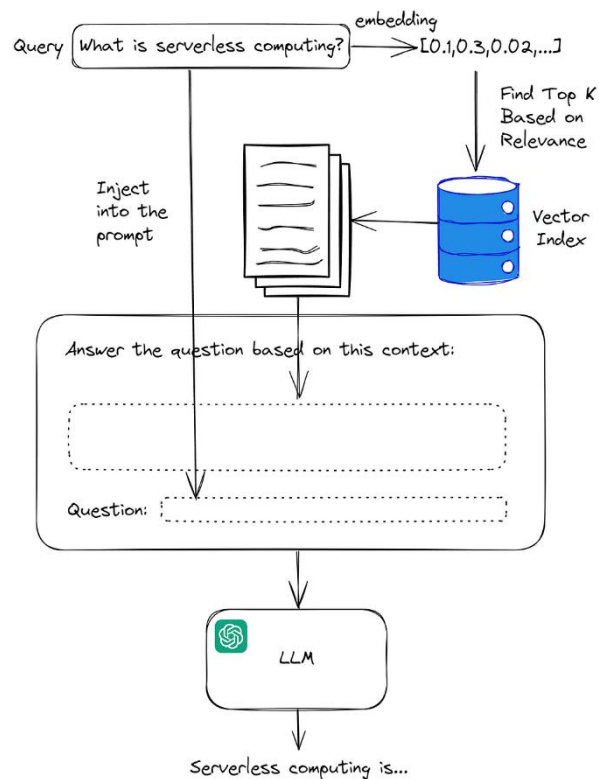 Query
What is serverless computing?
embedding
[0.1,0.3,0.02,...]
Find Top K
Based on
Relevance
Inject
into the
prompt
Vector
Index
Answer the question based on this context:
Question:
LLM
Serverless computing is...